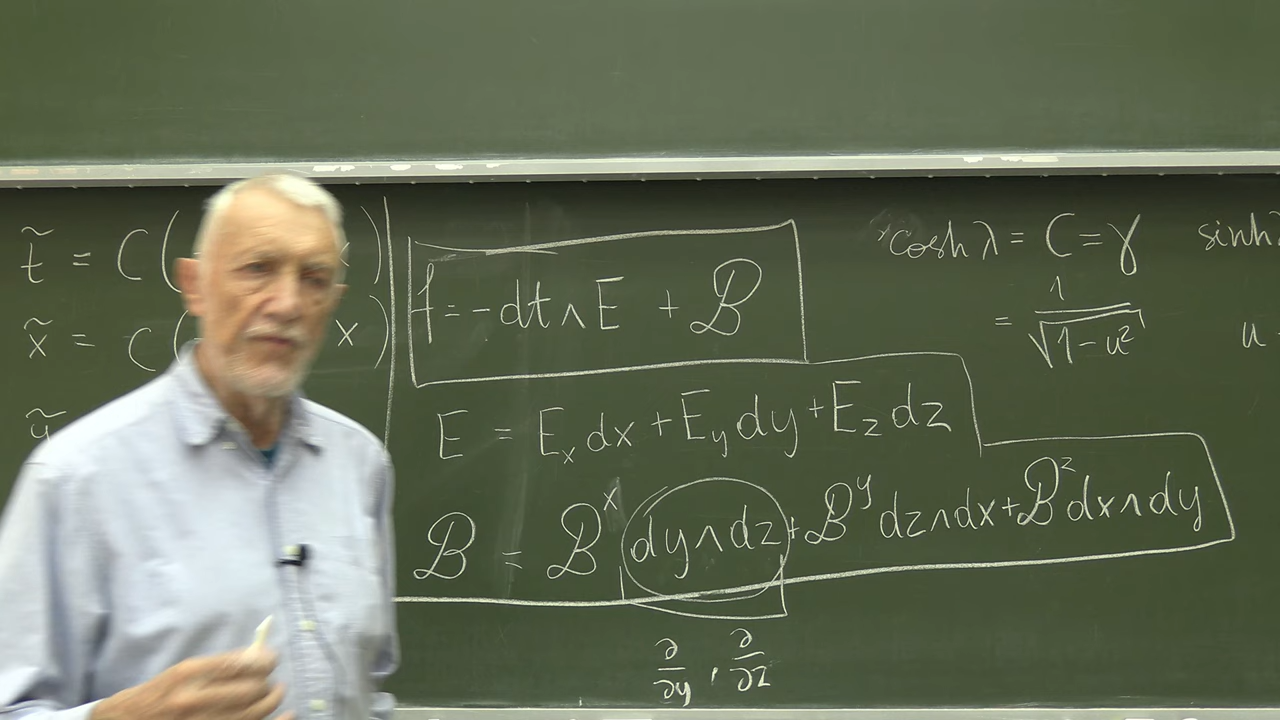 t̃ = C( )
x̃ = C( x )
ỹ
f = -dt∧E + B
E = E_x dx + E_y dy + E_z dz
B = B^x dy∧dz + B^y dz∧dx + B^z dx∧dy
∂/∂y , ∂/∂z
cosh λ = C = γ sinh λ
= 1/√(1-u²) u